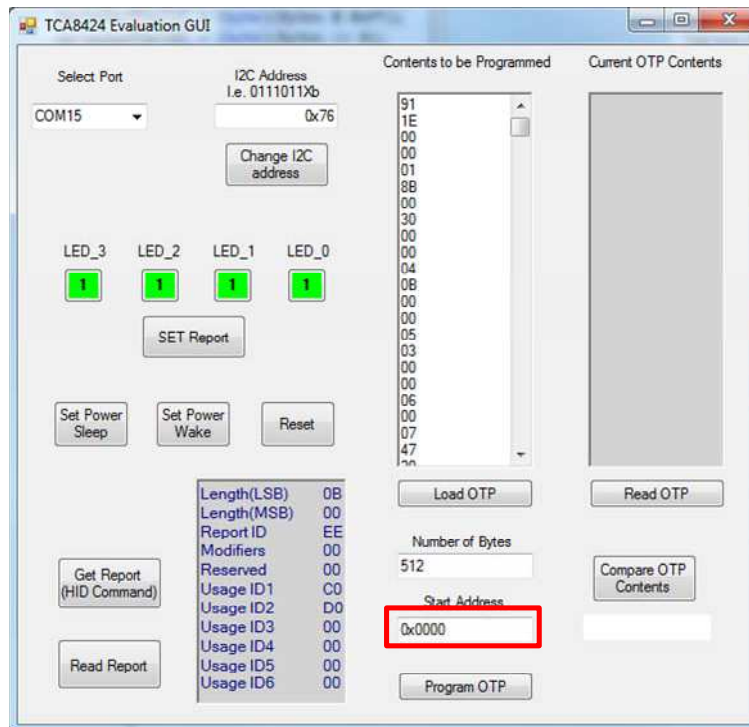 TCA8424 Evaluation GUI
Select Port
COM15
I2C Address
I.e. 0111011Xb
0x76
Change I2C
address
LED_3 LED_2 LED_1 LED_0
1 1 1 1
SET Report
Set Power
Sleep
Set Power
Wake
Reset
Get Report
(HID Command)
Read Report
Length(LSB) 0B
Length(MSB) 00
Report ID EE
Modifiers 00
Reserved 00
Usage ID1 C0
Usage ID2 D0
Usage ID3 00
Usage ID4 00
Usage ID5 00
Usage ID6 00
Contents to be Programmed
91
1E
00
00
01
8B
00
30
00
00
04
0B
00
00
05
03
00
00
06
00
07
47
Load OTP
Number of Bytes
512
Start Address
0x0000
Program OTP
Current OTP Contents
Read OTP
Compare OTP
Contents